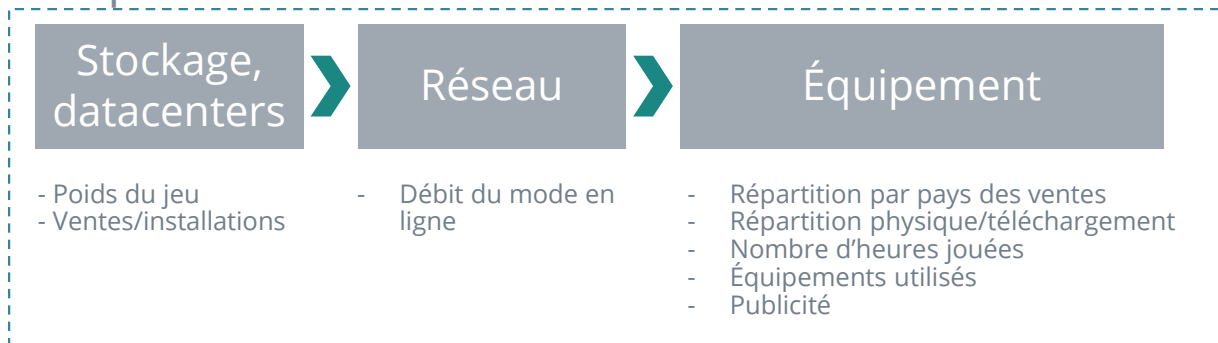 Stockage,
datacenters
Réseau
Équipement
- Poids du jeu
- Ventes/installations
- Débit du mode en
ligne
- Répartition par pays des ventes
- Répartition physique/téléchargement
- Nombre d’heures jouées
- Équipements utilisés
- Publicité